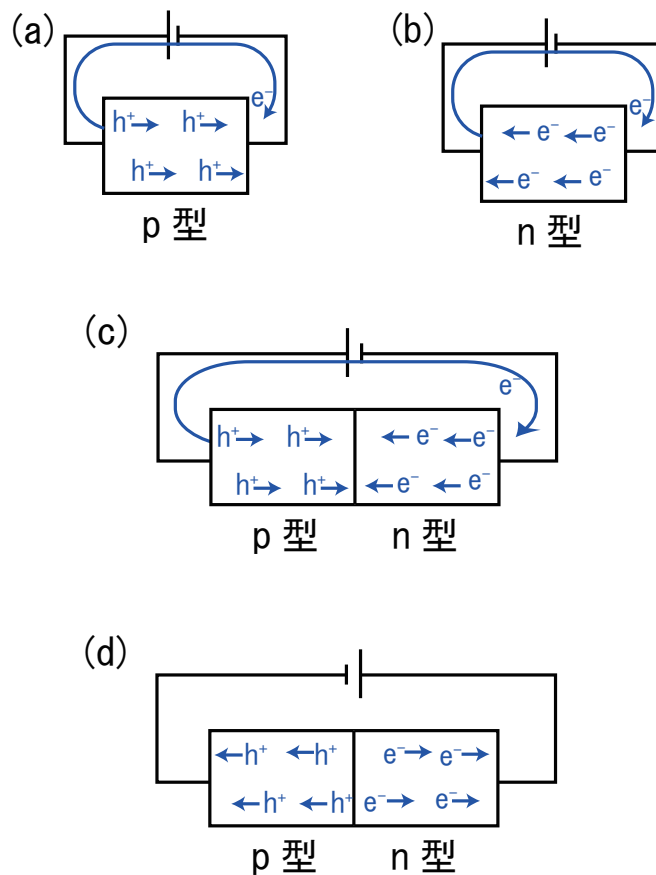 (a)
e⁻
h⁺ h⁺
h⁺ h⁺
p 型
(b)
e⁻
e⁻ e⁻
e⁻ e⁻
n 型
(c)
e⁻
h⁺ h⁺ e⁻ e⁻
h⁺ h⁺ e⁻ e⁻
p 型 n 型
(d)
h⁺ h⁺ e⁻ e⁻
h⁺ h⁺ e⁻ e⁻
p 型 n 型